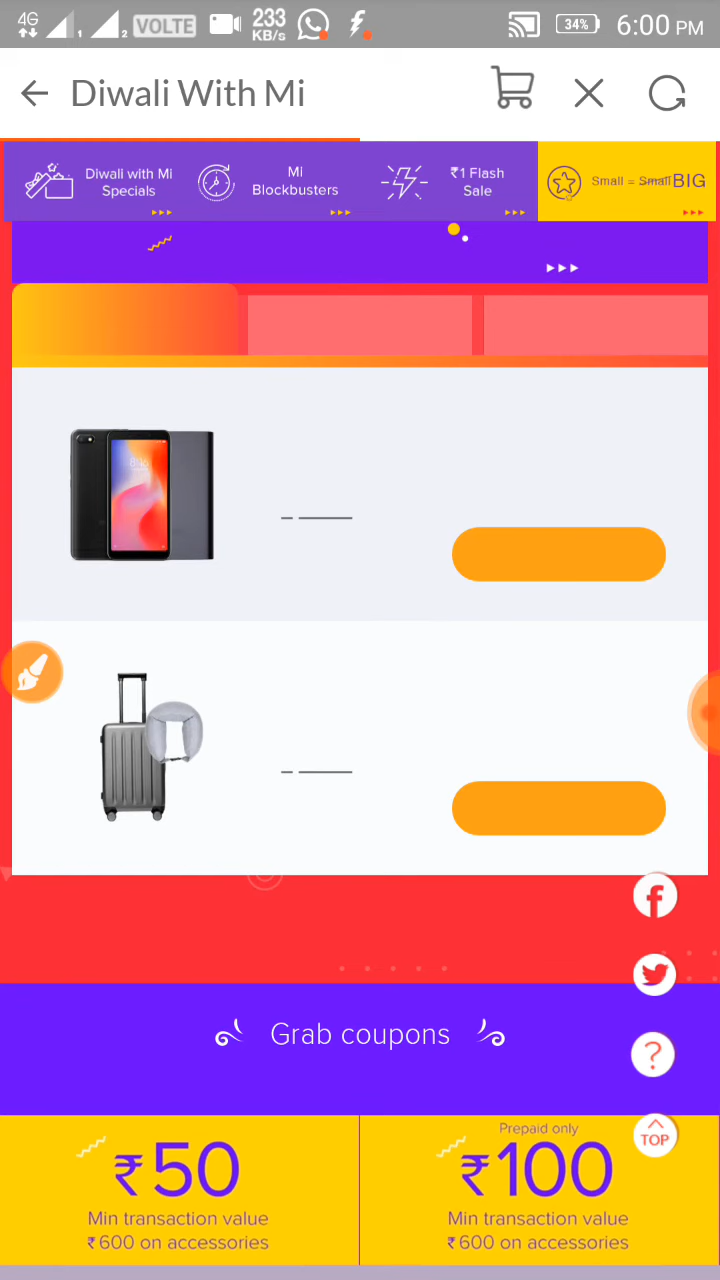 4G 1 2 VOLTE 233 KB/s 34% 6:00 PM
Diwali With Mi
Diwali with Mi Specials
Mi Blockbusters
₹1 Flash Sale
Small = Small BIG
Grab coupons
₹50
Min transaction value
₹600 on accessories
Prepaid only
₹100
Min transaction value
₹600 on accessories
?
TOP